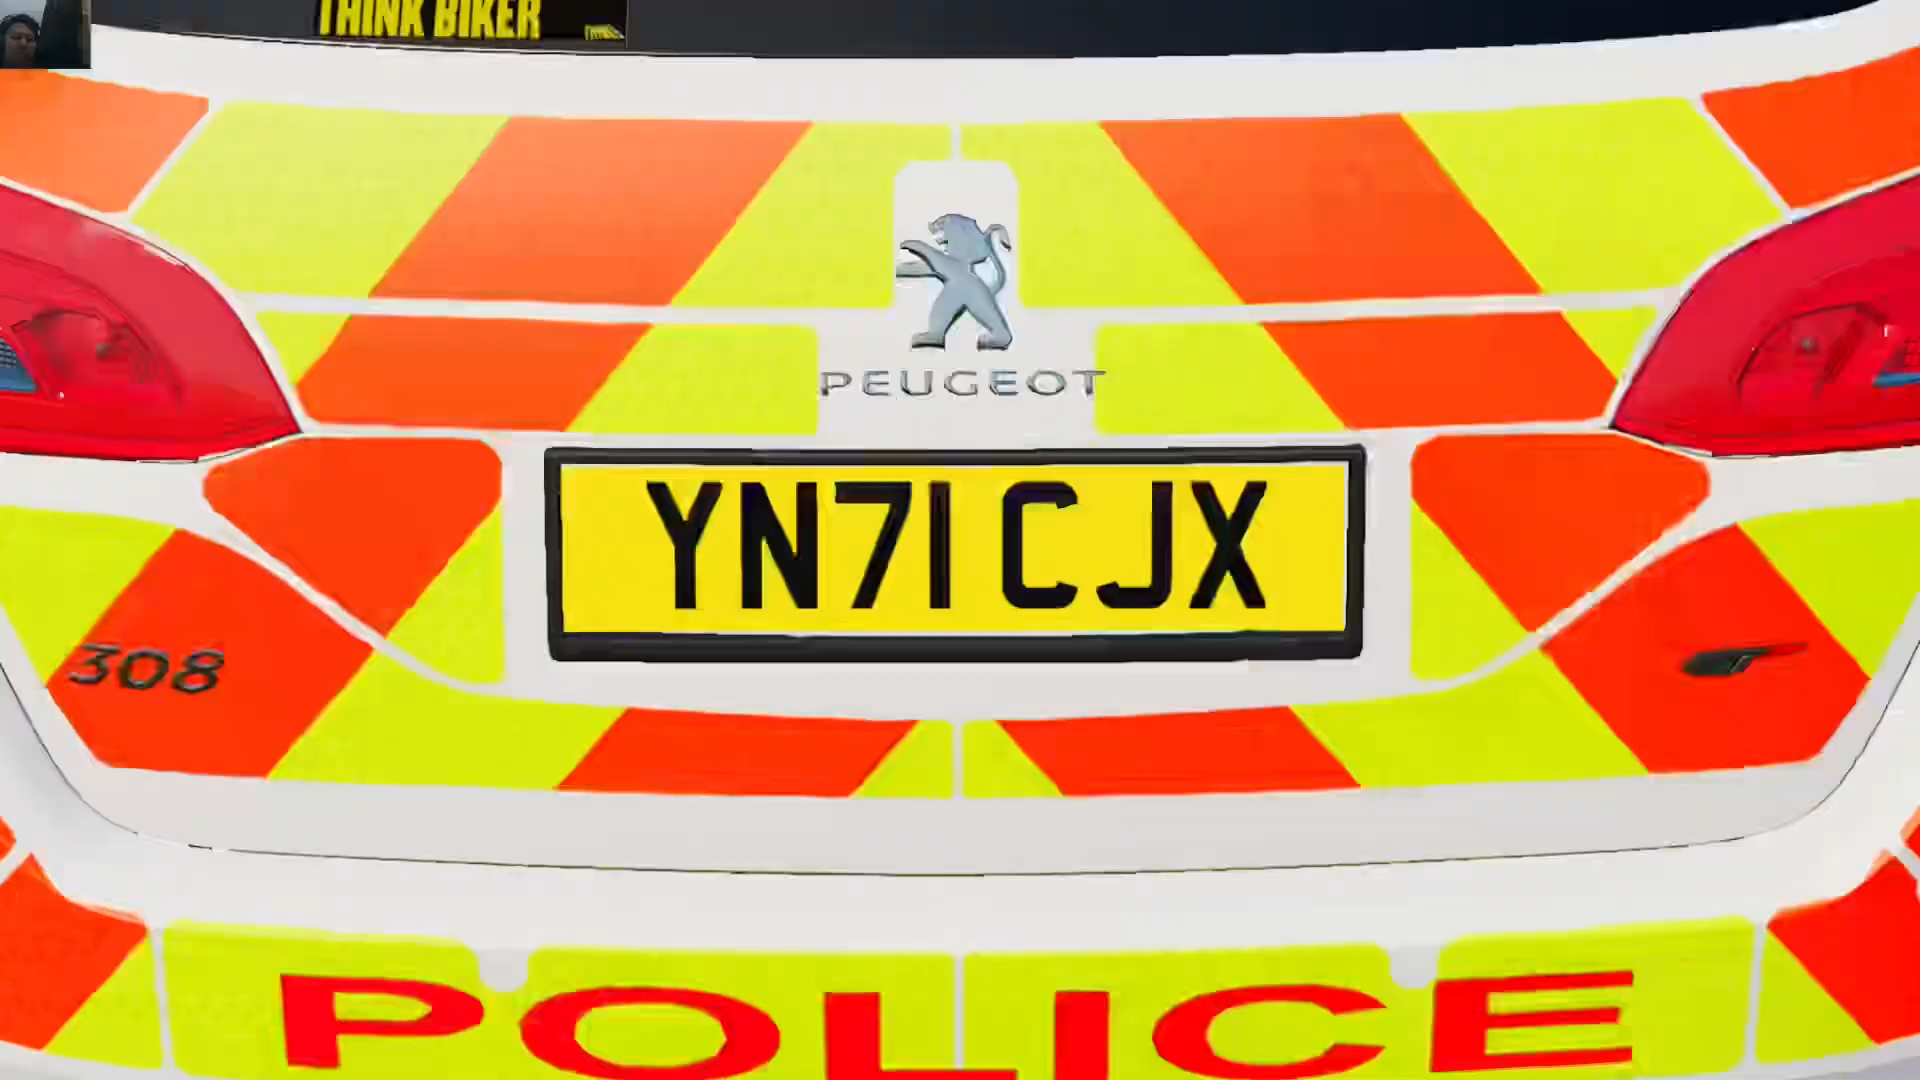 THINK BIKER
PEUGEOT
YN71 CJX
308
POLICE